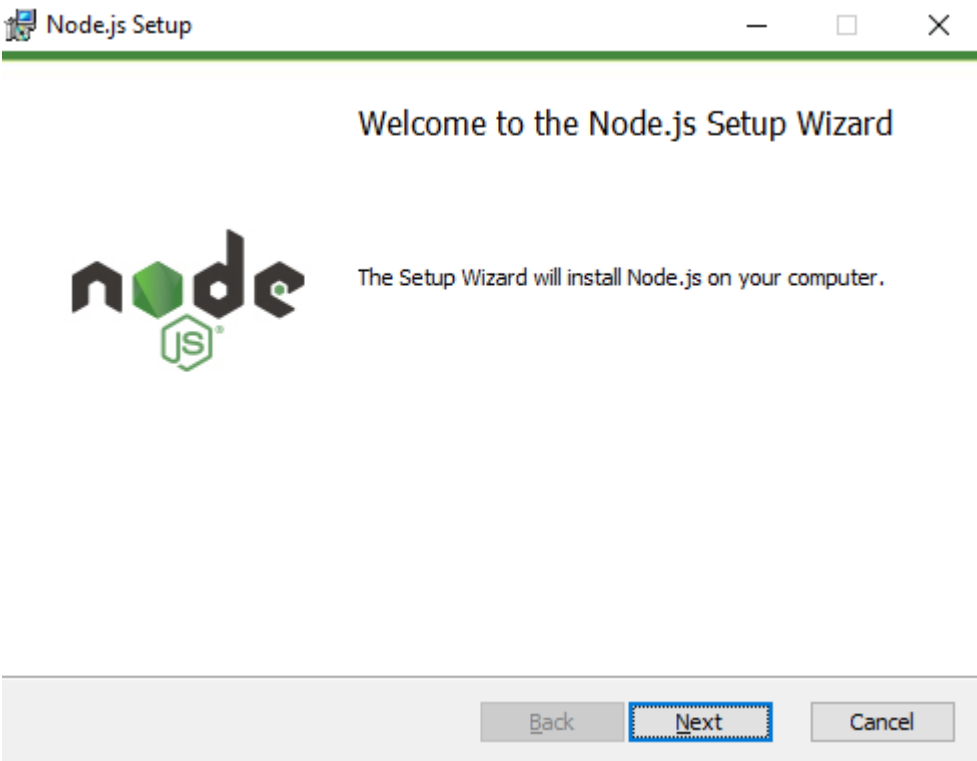 Node.js Setup
Welcome to the Node.js Setup Wizard
node
JS®
The Setup Wizard will install Node.js on your computer.
Back Next Cancel